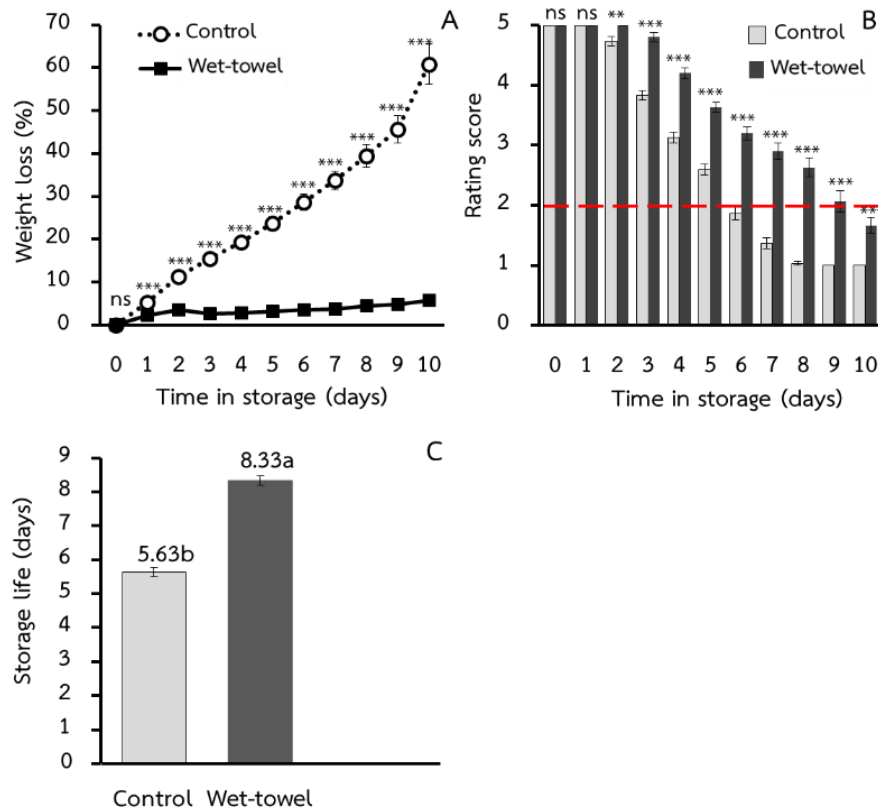 A
Control
Wet-towel
Weight loss (%)
70
60
50
40
30
20
10
0
ns
***
***
***
***
***
***
***
***
***
***
0 1 2 3 4 5 6 7 8 9 10
Time in storage (days)
B
Control
Wet-towel
Rating score
5
4
3
2
1
0
ns ns ** *** *** *** *** *** *** *** **
0 1 2 3 4 5 6 7 8 9 10
Time in storage (days)
C
Storage life (days)
9
8
7
6
5
4
3
2
1
0
5.63b
8.33a
Control Wet-towel